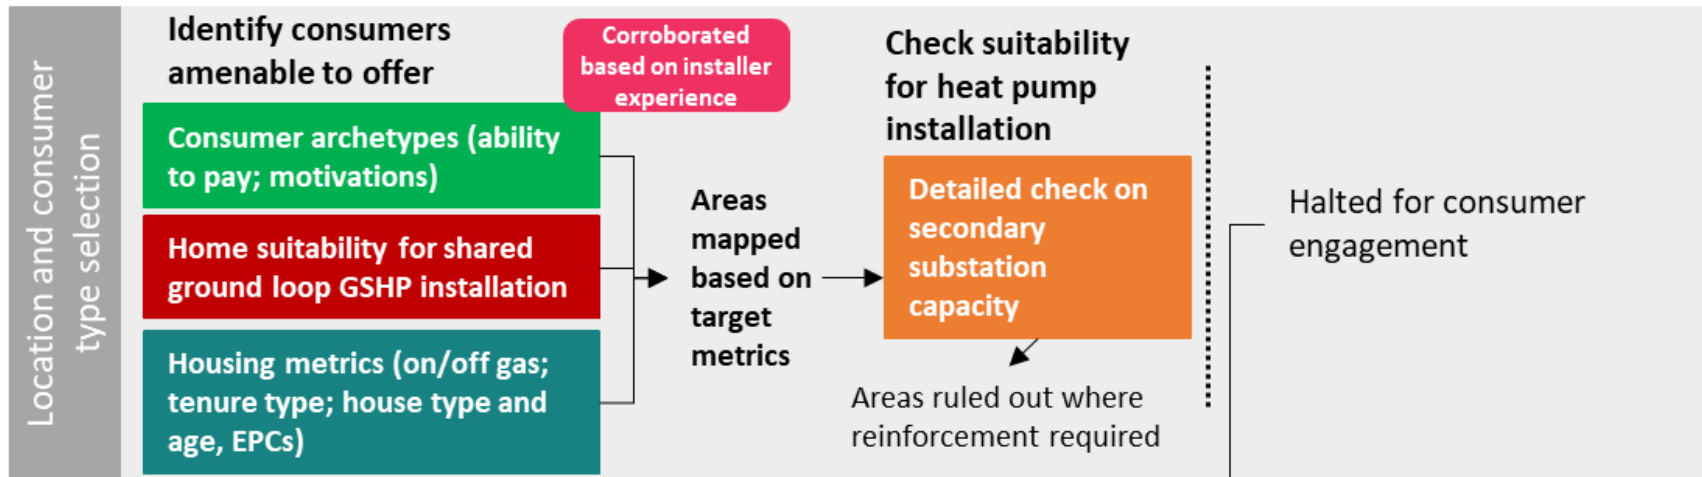 Location and consumer
type selection
Identify consumers
amenable to offer
Corroborated
based on installer
experience
Consumer archetypes (ability
to pay; motivations)
Home suitability for shared
ground loop GSHP installation
Housing metrics (on/off gas;
tenure type; house type and
age, EPCs)
Areas
mapped
based on
target
metrics
Check suitability
for heat pump
installation
Detailed check on
secondary
substation
capacity
Areas ruled out where
reinforcement required
Halted for consumer
engagement